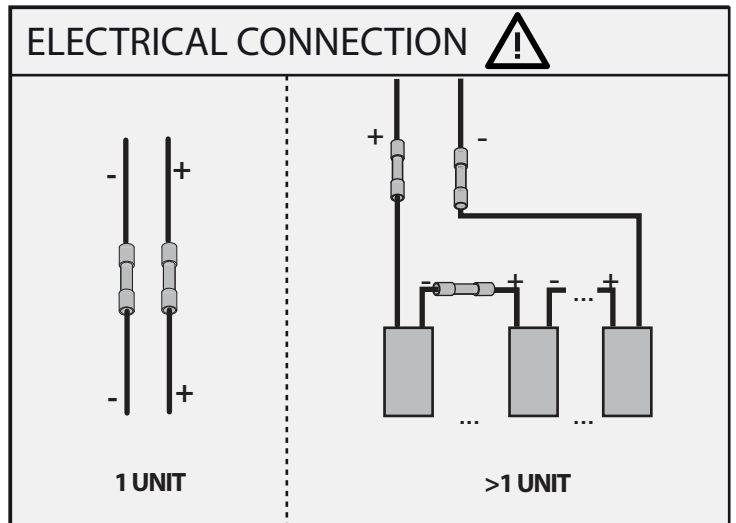 ELECTRICAL CONNECTION !
- +
- +
1 UNIT
+ -
- + - ... +
... ...
>1 UNIT